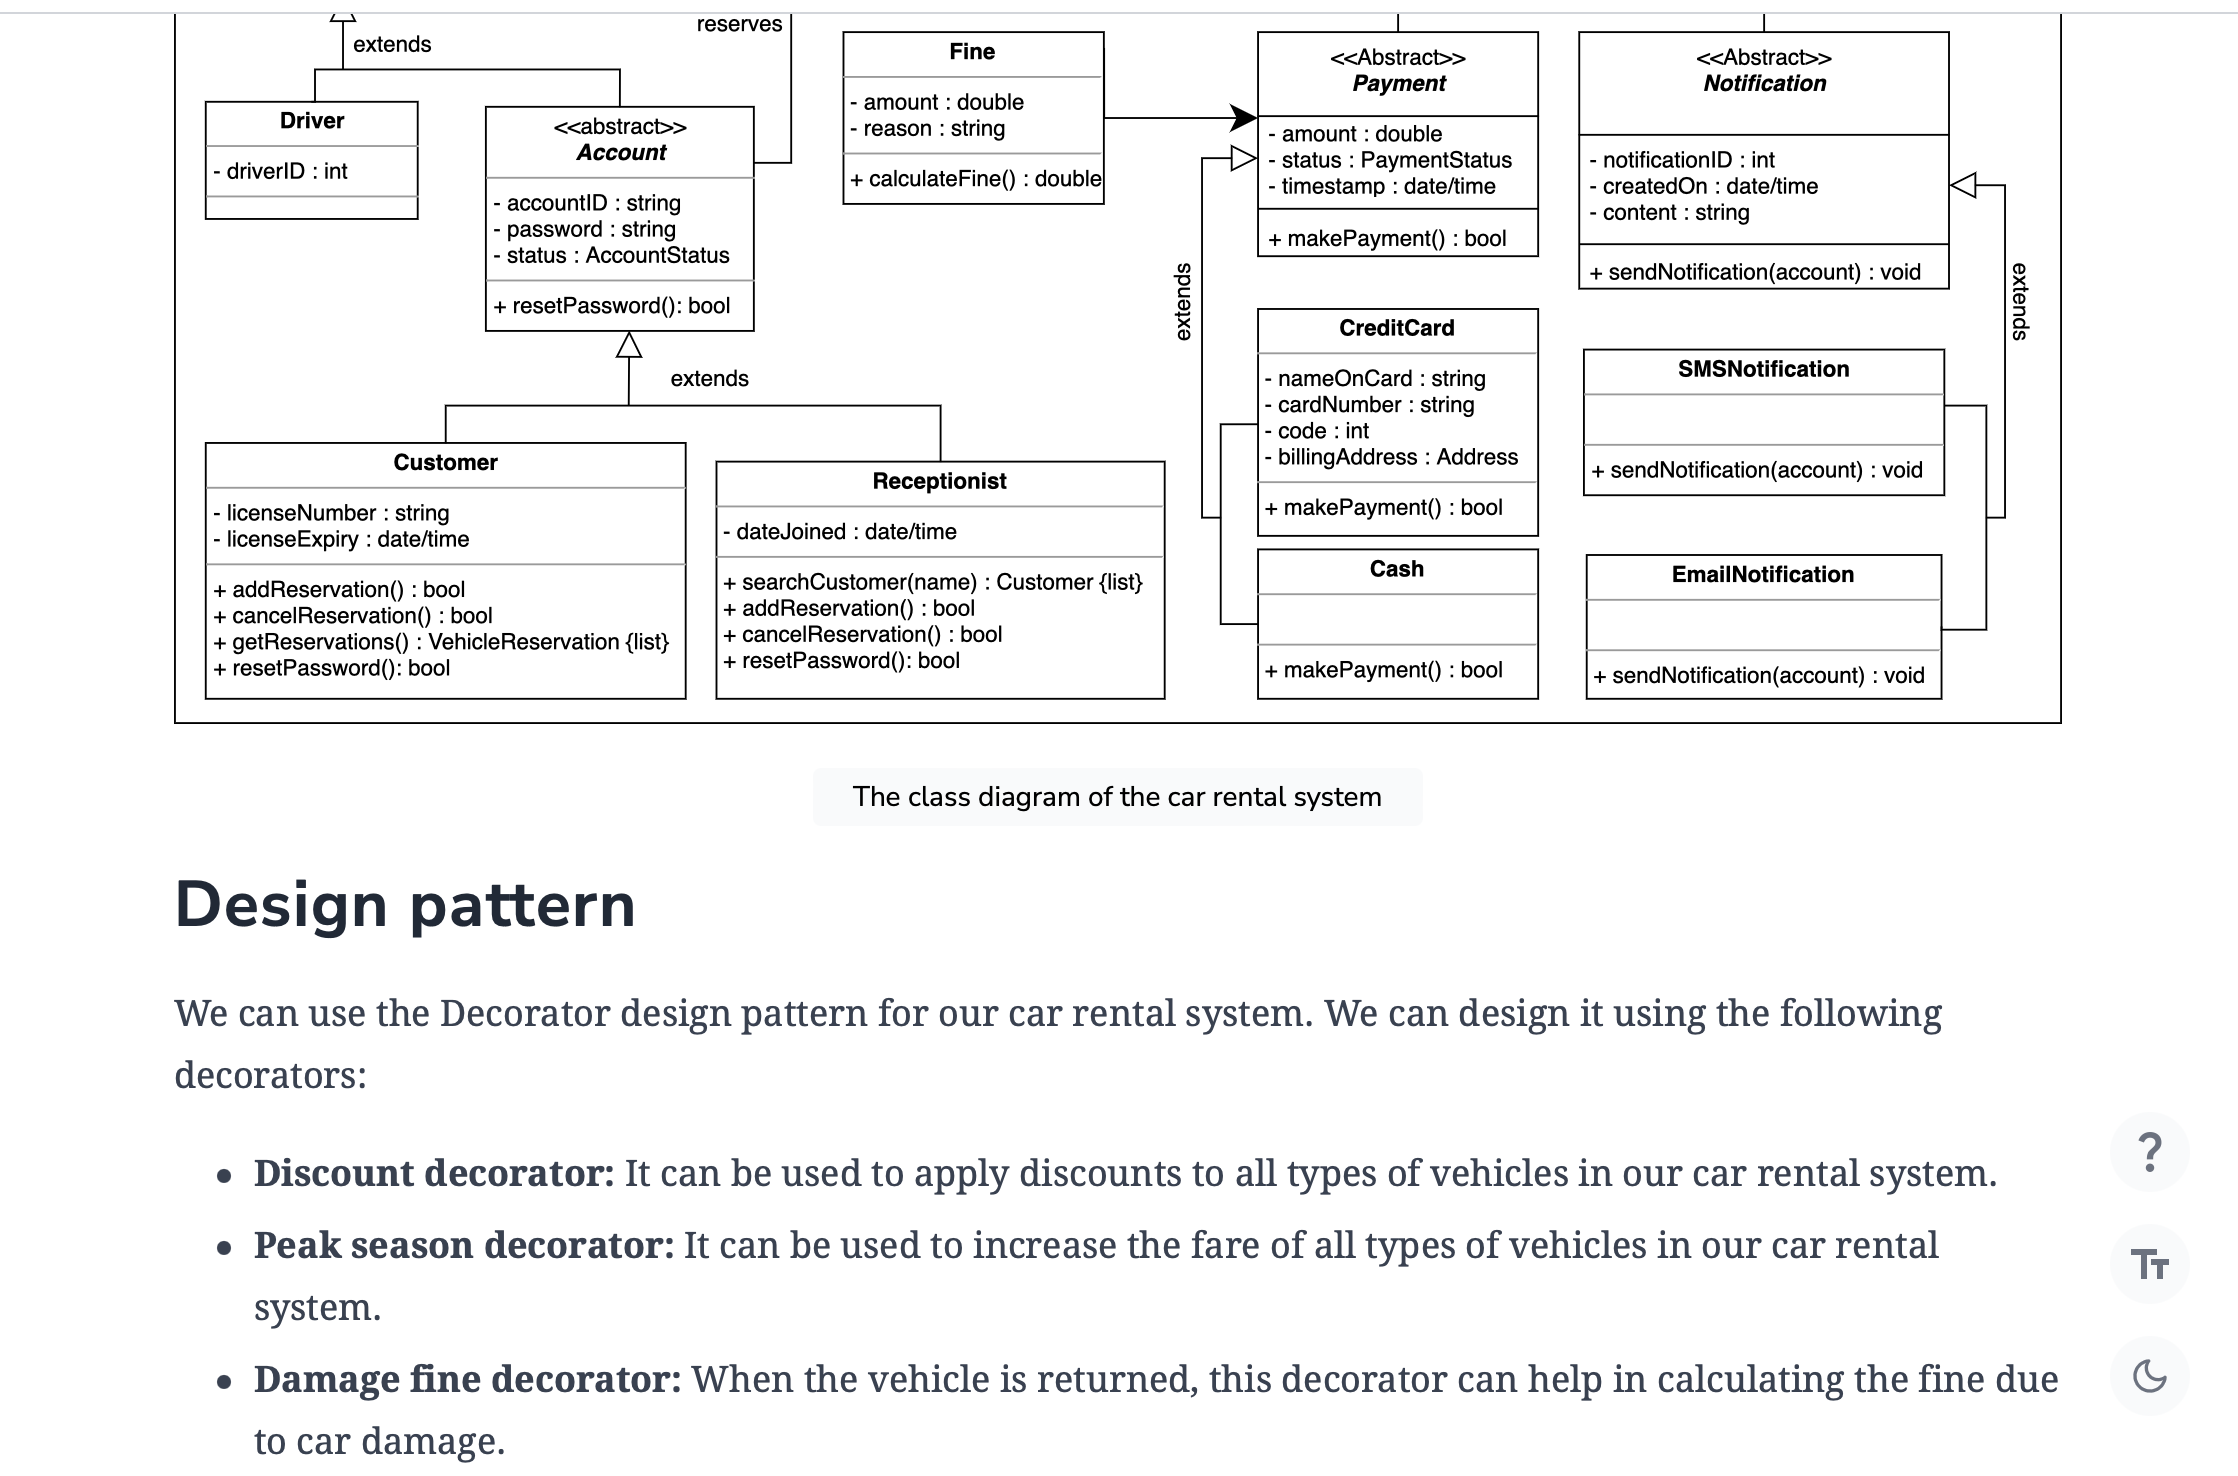 reserves
extends
Driver
- driverID : int
<<abstract>>
Account
- accountID : string
- password : string
- status : AccountStatus
+ resetPassword(): bool
extends
Fine
- amount : double
- reason : string
+ calculateFine() : double
<<Abstract>>
Payment
- amount : double
- status : PaymentStatus
- timestamp : date/time
+ makePayment() : bool
<<Abstract>>
Notification
- notificationID : int
- createdOn : date/time
- content : string
+ sendNotification(account) : void
extends
extends
Customer
- licenseNumber : string
- licenseExpiry : date/time
+ addReservation() : bool
+ cancelReservation() : bool
+ getReservations() : VehicleReservation {list}
+ resetPassword(): bool
Receptionist
- dateJoined : date/time
+ searchCustomer(name) : Customer {list}
+ addReservation() : bool
+ cancelReservation() : bool
+ resetPassword(): bool
CreditCard
- nameOnCard : string
- cardNumber : string
- code : int
- billingAddress : Address
+ makePayment() : bool
Cash
+ makePayment() : bool
SMSNotification
+ sendNotification(account) : void
EmailNotification
+ sendNotification(account) : void
The class diagram of the car rental system
Design pattern
We can use the Decorator design pattern for our car rental system. We can design it using the following
decorators:
• Discount decorator: It can be used to apply discounts to all types of vehicles in our car rental system.
• Peak season decorator: It can be used to increase the fare of all types of vehicles in our car rental
system.
• Damage fine decorator: When the vehicle is returned, this decorator can help in calculating the fine due
to car damage.
?
TT